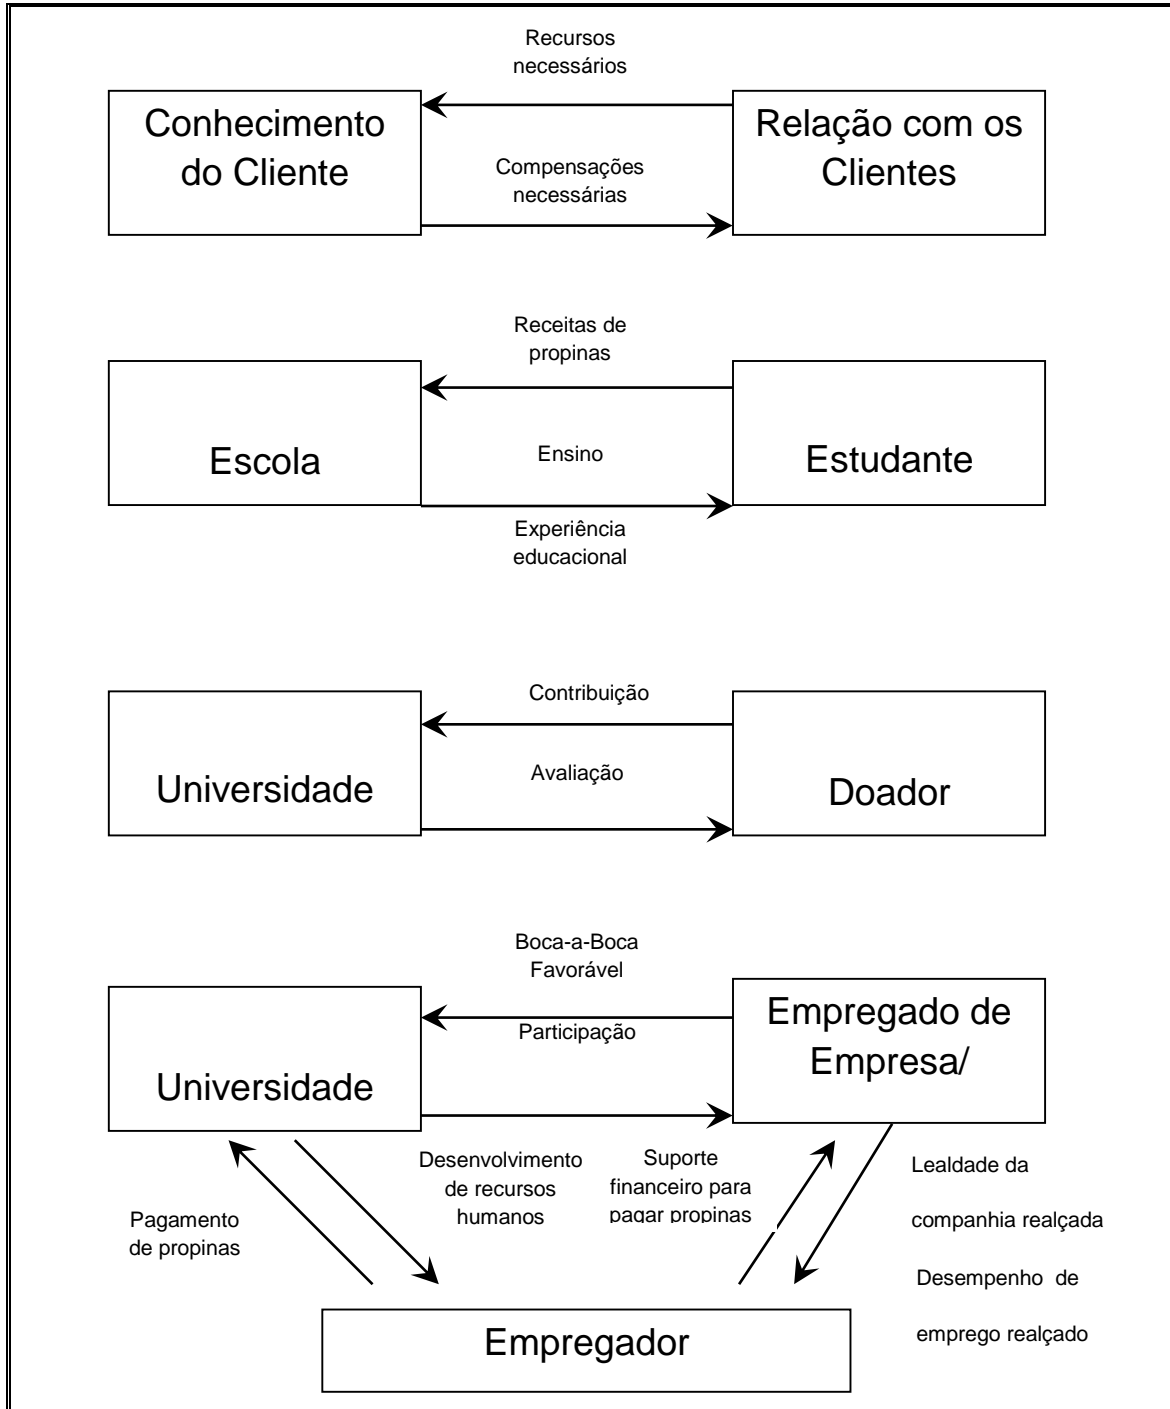 Recursos
necessários
Conhecimento
do Cliente
Relação com os
Clientes
Compensações
necessárias
Receitas de
propinas
Escola
Ensino
Estudante
Experiência
educacional
Contribuição
Universidade
Avaliação
Doador
Boca-a-Boca
Favorável
Empregado de
Empresa/
Participação
Universidade
Desenvolvimento
de recursos
humanos
Suporte
financeiro para
pagar propinas
Lealdade da
companhia realçada
Pagamento
de propinas
Desempenho de
emprego realçado
Empregador